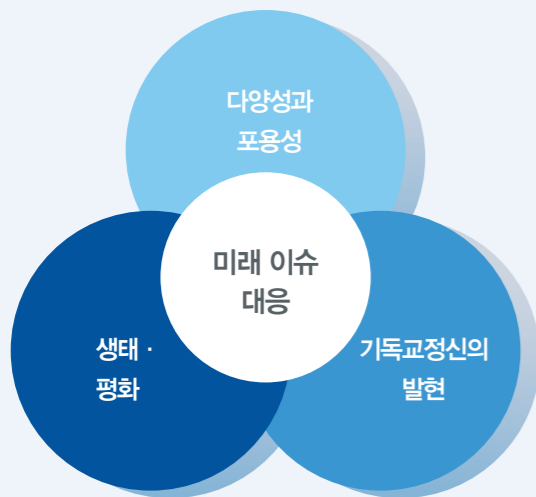 다양성과
포용성
미래 이슈
대응
생태 ·
평화
기독교정신의
발현